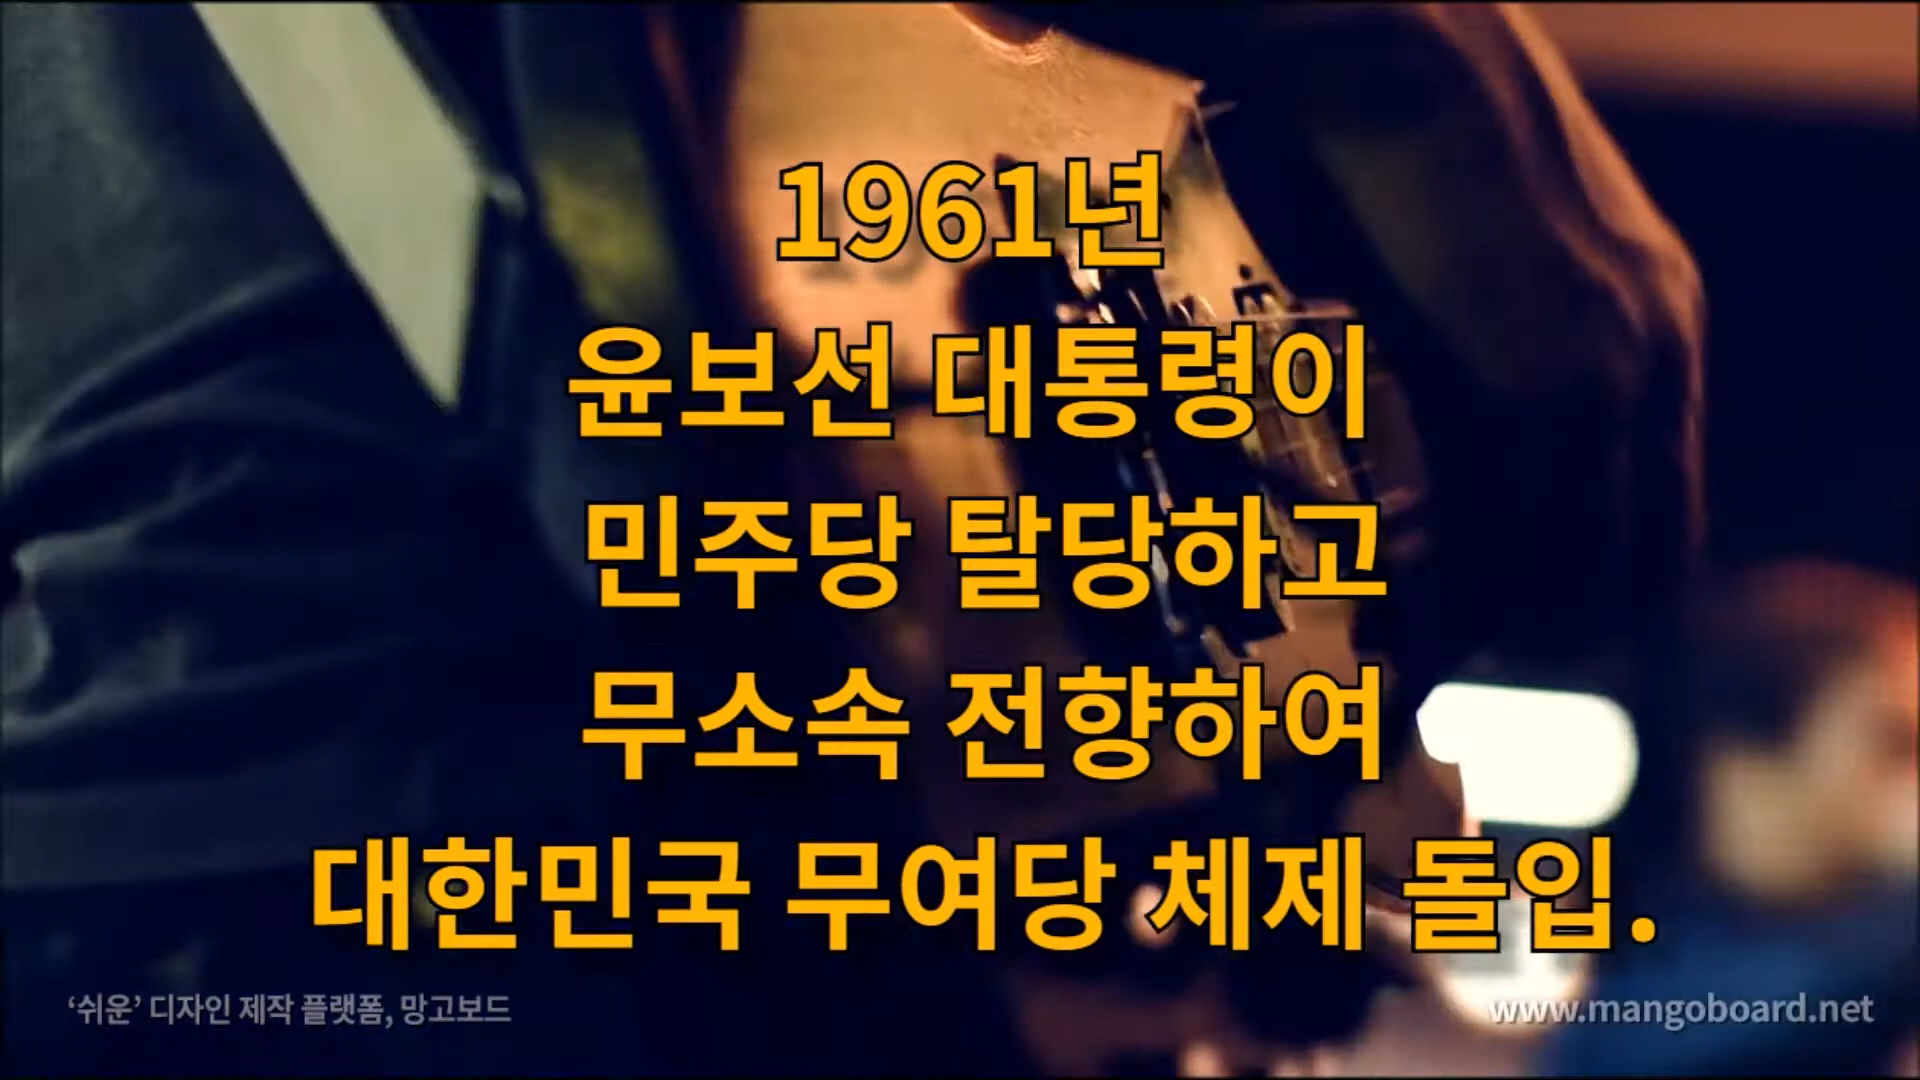 1961년
윤보선 대통령이
민주당 탈당하고
무소속 전향하여
대한민국 무여당 체제 돌입.
‘쉬운’ 디자인 제작 플랫폼, 망고보드
www.mangoboard.net